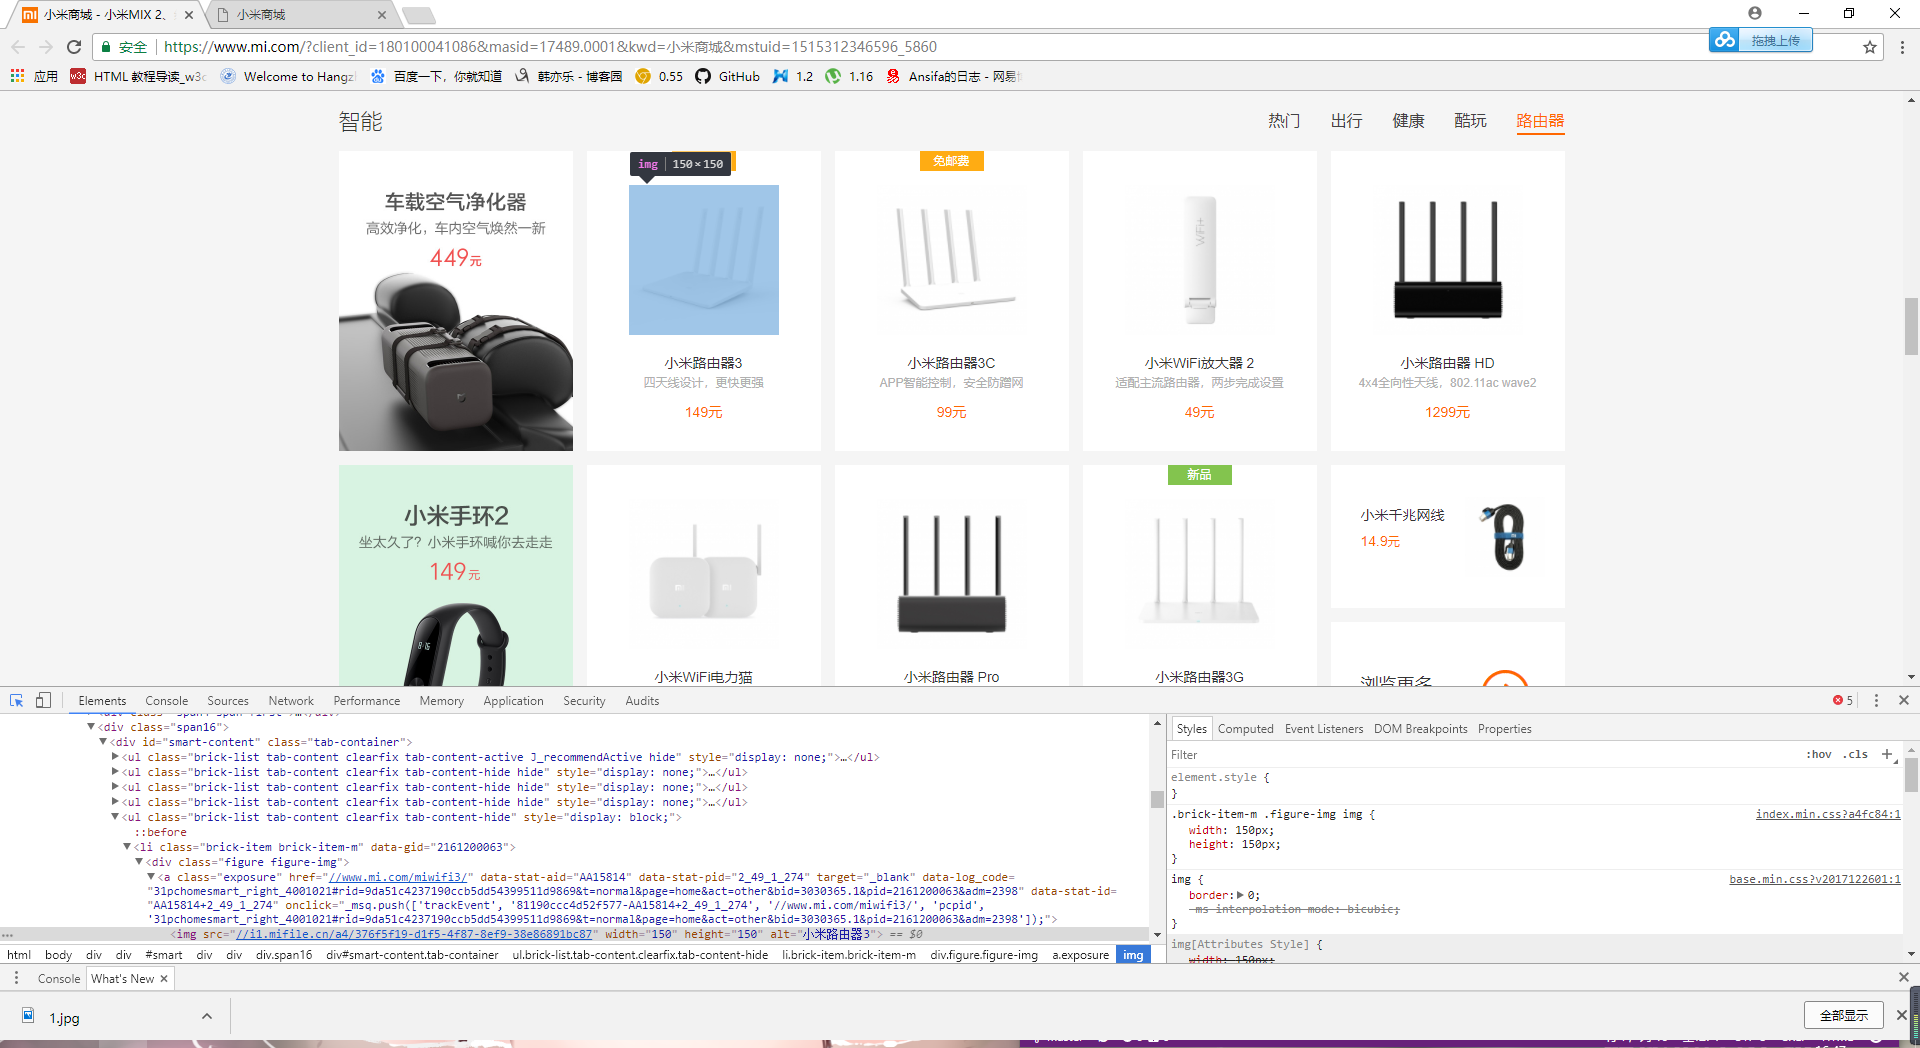 小米商城 - 小米MIX 2、
小米商城
安全 https://www.mi.com/?client_id=180100041086&masid=17489.0001&kwd=小米商城&mstuid=1515312346596_5860
拖拽上传
应用 HTML 教程导读_w3c Welcome to Hangz 百度一下，你就知道 韩亦乐 - 博客园 0.55 GitHub 1.2 1.16 Ansifa的日志 - 网易
智能
热门 出行 健康 酷玩 路由器
车载空气净化器
高效净化，车内空气焕然一新
449元
img 150×150
小米路由器3
四天线设计，更快更强
149元
免邮费
小米路由器3C
APP智能控制，安全防蹭网
99元
WiFi+
小米WiFi放大器 2
适配主流路由器，两步完成设置
49元
小米路由器 HD
4x4全向性天线，802.11ac wave2
1299元
小米手环2
坐太久了？小米手环喊你去走走
149元
8:16
小米WiFi电力猫
小米路由器 Pro
新品
小米路由器3G
小米千兆网线
14.9元
浏览更多
Elements Console Sources Network Performance Memory Application Security Audits 5
<div class="span16">
<div id="smart-content" class="tab-container">
<ul class="brick-list tab-content clearfix tab-content-active J_recommendActive hide" style="display: none;">…</ul>
<ul class="brick-list tab-content clearfix tab-content-hide hide" style="display: none;">…</ul>
<ul class="brick-list tab-content clearfix tab-content-hide hide" style="display: none;">…</ul>
<ul class="brick-list tab-content clearfix tab-content-hide hide" style="display: none;">…</ul>
<ul class="brick-list tab-content clearfix tab-content-hide" style="display: block;">
::before
<li class="brick-item brick-item-m" data-gid="2161200063">
<div class="figure figure-img">
<a class="exposure" href="//www.mi.com/miwifi3/" data-stat-aid="AA15814" data-stat-pid="2_49_1_274" target="_blank" data-log_code=
"31pchomesmart_right_4001021#rid=9da51c4237190ccb5dd54399511d9869&t=normal&page=home&act=other&bid=3030365.1&pid=2161200063&adm=2398" data-stat-id=
"AA15814+2_49_1_274" onclick="_msq.push(['trackEvent', '81190ccc4d52f577-AA15814+2_49_1_274', '//www.mi.com/miwifi3/', 'pcpid',
'31pchomesmart_right_4001021#rid=9da51c4237190ccb5dd54399511d9869&t=normal&page=home&act=other&bid=3030365.1&pid=2161200063&adm=2398']);">
<img src="//i1.mifile.cn/a4/376f5f19-d1f5-4f87-8ef9-38e86891bc87" width="150" height="150" alt="小米路由器3"> == $0
html body div div #smart div div div.span16 div#smart-content.tab-container ul.brick-list.tab-content.clearfix.tab-content-hide li.brick-item.brick-item-m div.figure.figure-img a.exposure img
Styles Computed Event Listeners DOM Breakpoints Properties
Filter :hov .cls +
element.style {
}
.brick-item-m .figure-img img { index.min.css?a4fc84:1
width: 150px;
height: 150px;
}
img { base.min.css?v2017122601:1
border: 0;
-ms-interpolation-mode: bicubic;
}
img[Attributes Style] {
width: 150px;
Console What's New
1.jpg
全部显示